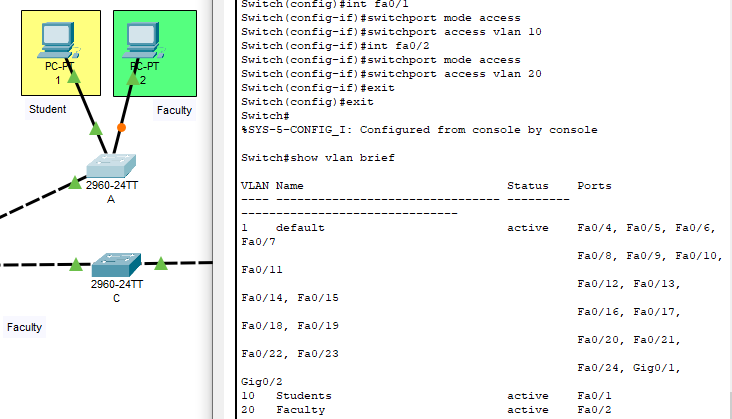 PC-PT
1
PC-PT
2
Student
Faculty
2960-24TT
A
2960-24TT
C
Faculty
Switch(config)#int fa0/1
Switch(config-if)#switchport mode access
Switch(config-if)#switchport access vlan 10
Switch(config-if)#int fa0/2
Switch(config-if)#switchport mode access
Switch(config-if)#switchport access vlan 20
Switch(config-if)#exit
Switch(config)#exit
Switch#
%SYS-5-CONFIG_I: Configured from console by console
Switch#show vlan brief
VLAN Name Status Ports
---- -------------------------------- ---------
-------------------------------
1 default active Fa0/4, Fa0/5, Fa0/6,
Fa0/7
Fa0/8, Fa0/9, Fa0/10,
Fa0/11
Fa0/12, Fa0/13,
Fa0/14, Fa0/15
Fa0/16, Fa0/17,
Fa0/18, Fa0/19
Fa0/20, Fa0/21,
Fa0/22, Fa0/23
Fa0/24, Gig0/1,
Gig0/2
10 Students active Fa0/1
20 Faculty active Fa0/2